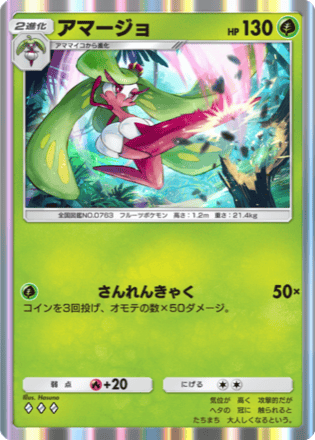 2進化 アマージョ HP 130
アママイコから進化
全国図鑑NO.0763 フルーツポケモン 高さ:1.2m 重さ:21.4kg
さんれんきゃく 50×
コインを3回投げ、オモテの数×50ダメージ。
弱点 +20 にげる
Illus. Hasuno
気位が 高く 攻撃的だが
ヘタの 冠に 触れられると
たちまち 大人しくなるという。